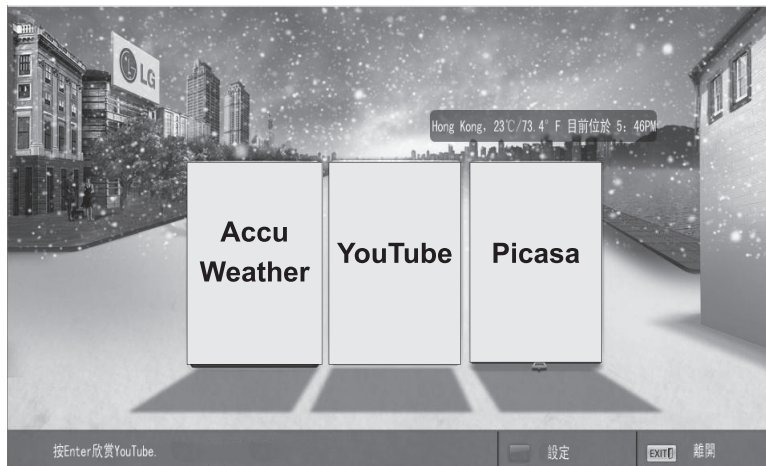 LG
Hong Kong, 23℃/73.4° F 目前位於 5: 46PM
Accu
Weather
YouTube
Picasa
按Enter欣赏YouTube.
設定
EXIT
離開